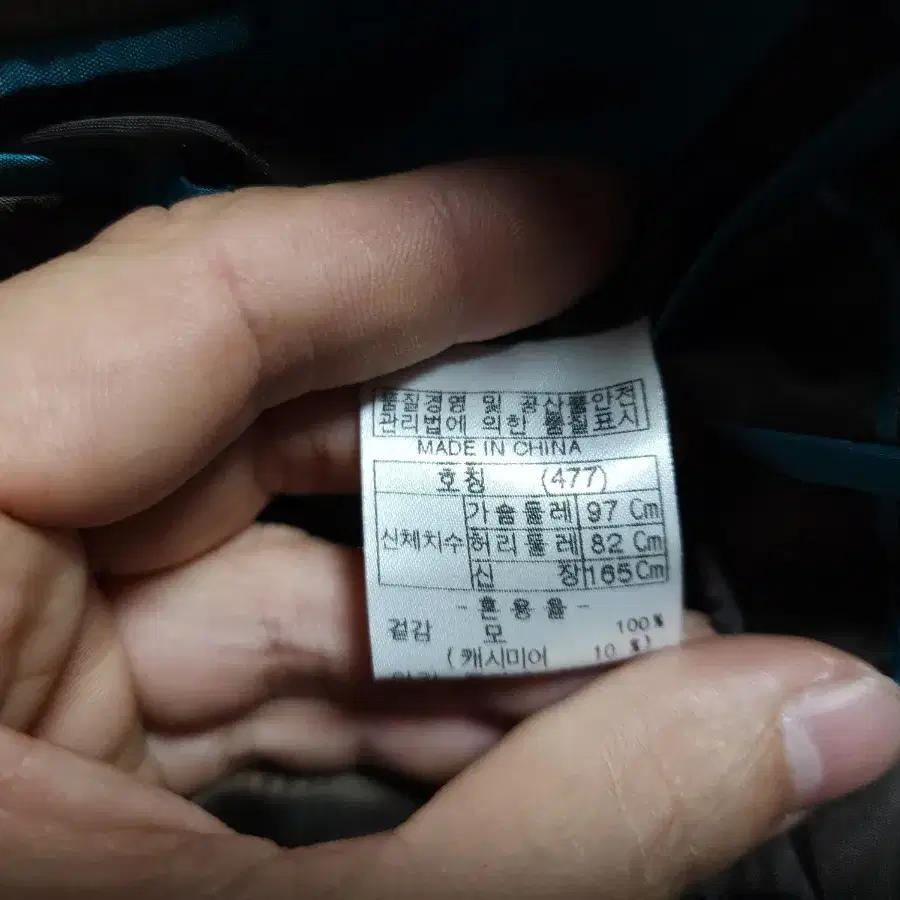 품질경영 및 공산품안전
관리법에 의한 품질표시
MADE IN CHINA
호칭 (477)
신체치수 가슴둘레 97 Cm
허리둘레 82 Cm
신장 165 Cm
- 혼용율 -
겉감 모 100%
(캐시미어 10%)